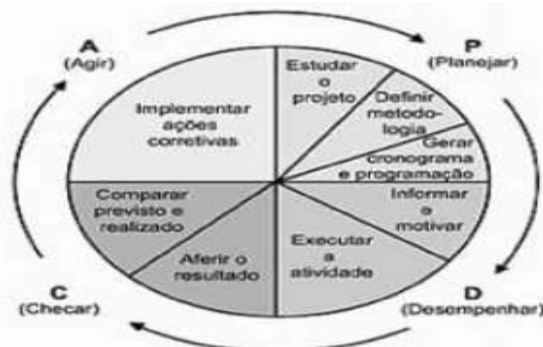 A
(Agir)
P
(Planejar)
Estudar
o
projeto
Definir
metodo-
logia
Gerar
cronograma
e programação
Implementar
ações
corretivas
Comparar
previsto e
realizado
Informar
e
motivar
Aferir o
resultado
Executar
a
atividade
C
(Checar)
D
(Desempenhar)